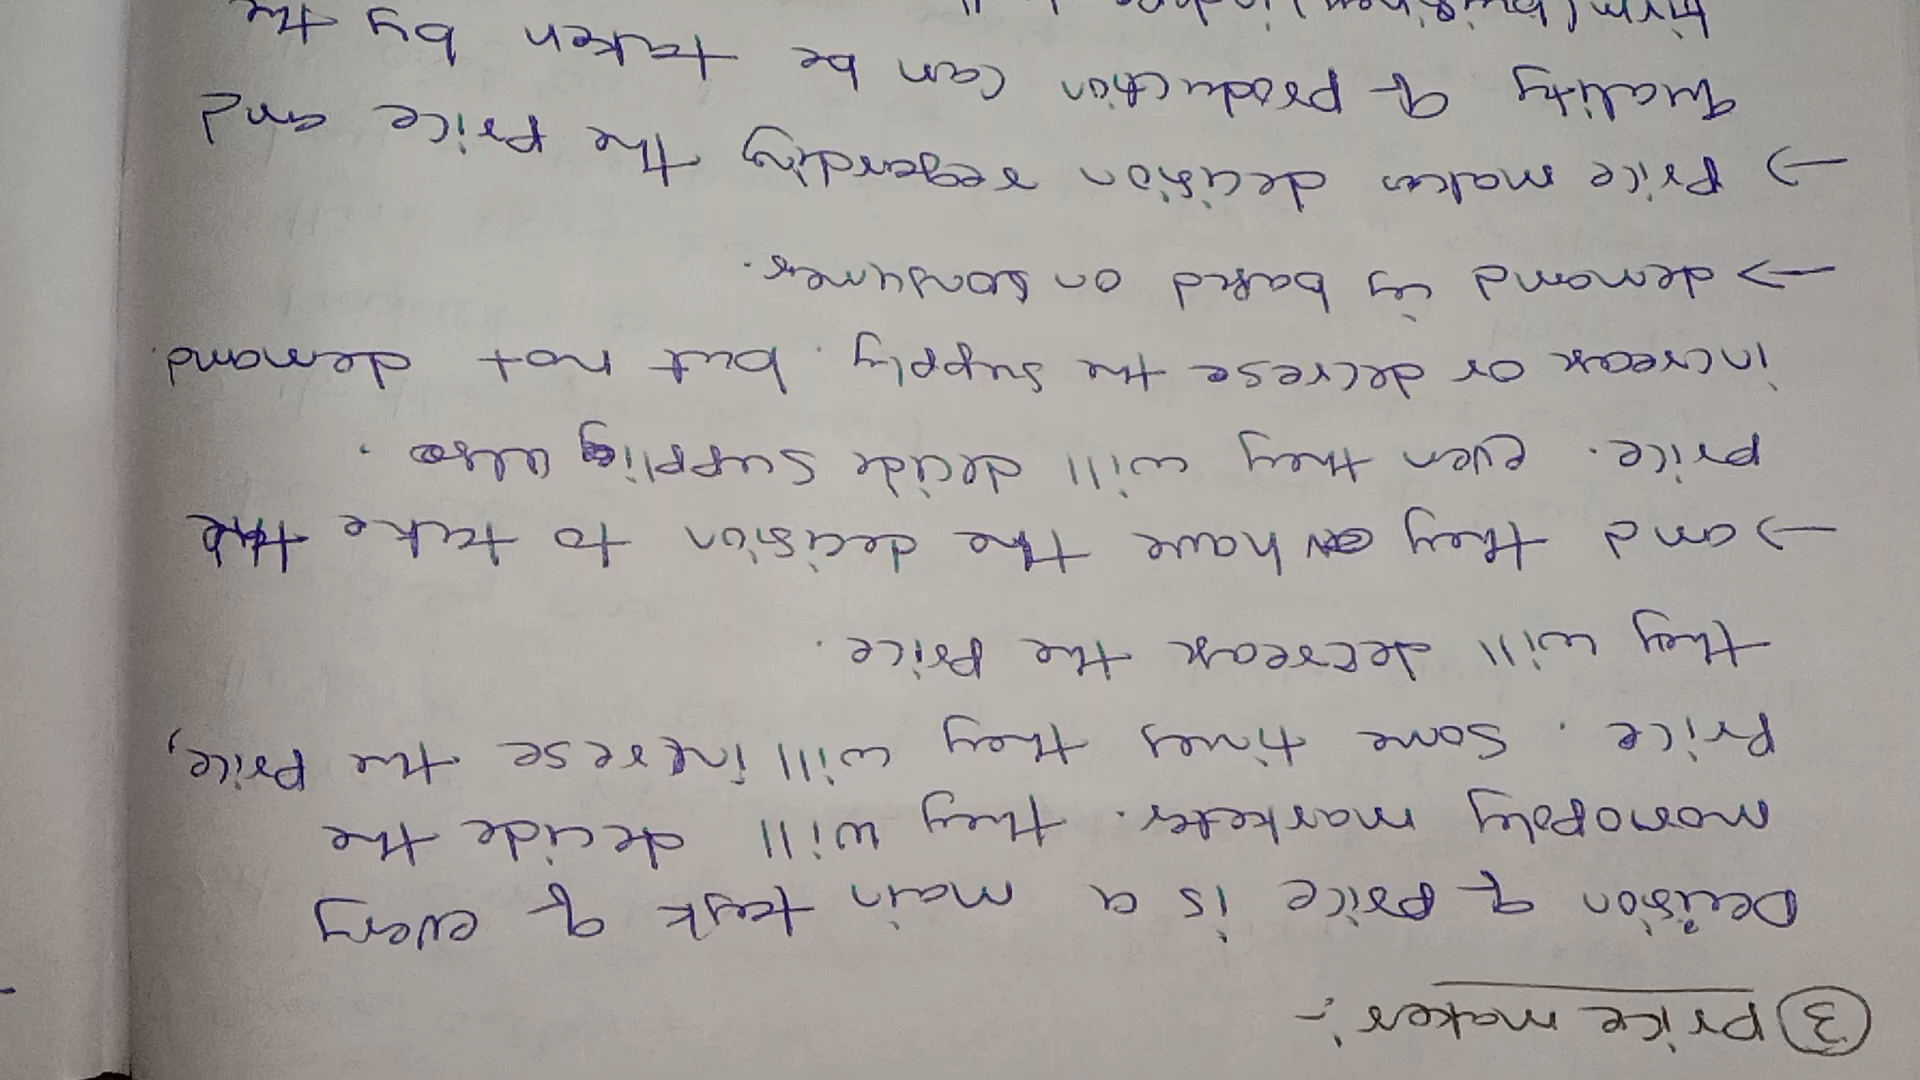 ③ Price maker :-
Decision of price is a main task of every
monopoly marketer. they will decide the
Price. Some times they will increse the price,
they will decrease the price.
→ and they have the decision to take the
price. even they will decide supplig also.
increase or decrese the supply. but not demand.
→ demand is based on consumer.
→ Price maker decision regarding the price and
quality of production can be taken by the
firm (